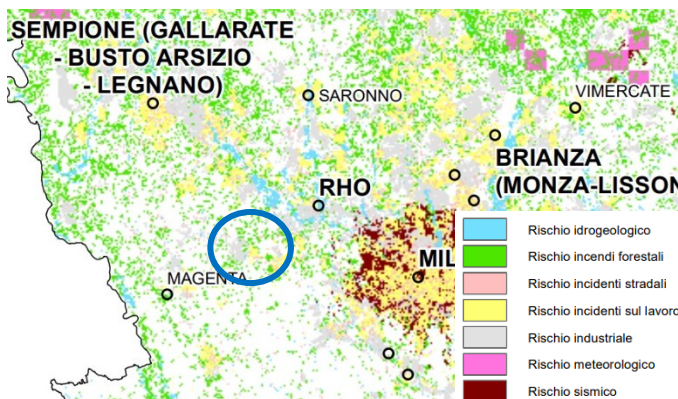 SEMPIONE (GALLARATE
- BUSTO ARSIZIO
- LEGNANO)
SARONNO
VIMERCATE
BRIANZA
(MONZA-LISSON
RHO
MIL
MAGENTA
Rischio idrogeologico
Rischio incendi forestali
Rischio incidenti stradali
Rischio incidenti sul lavoro
Rischio industriale
Rischio meteorologico
Rischio sismico